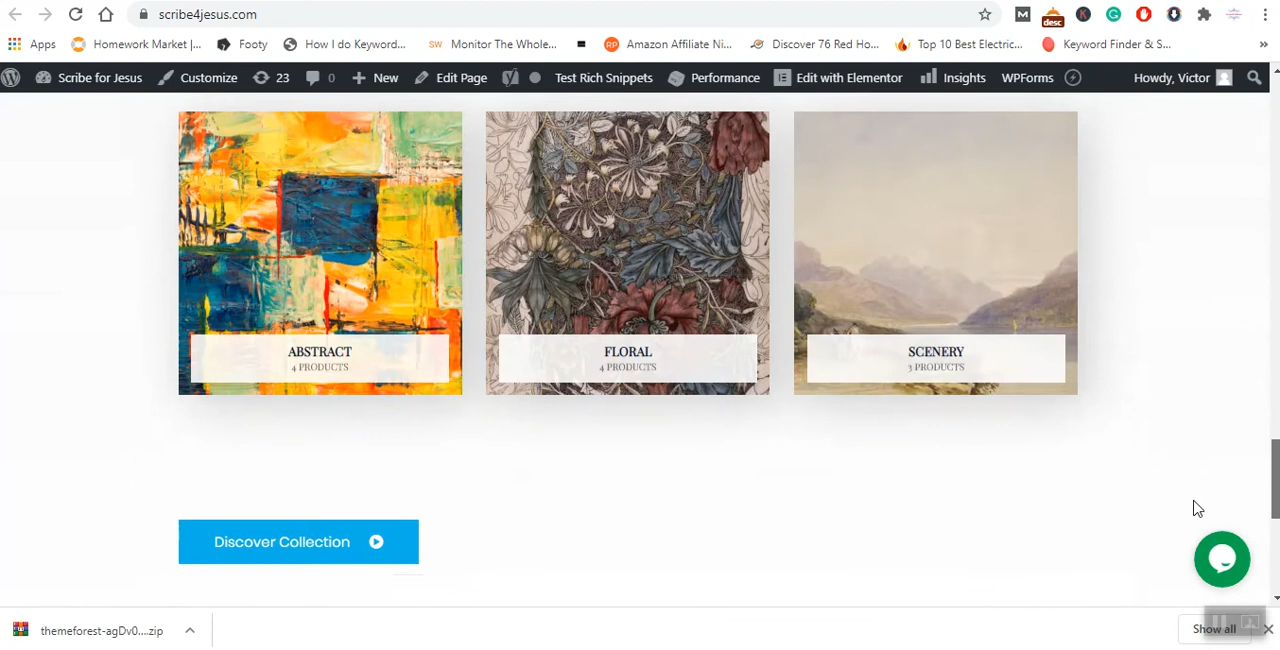 scribe4jesus.com
M
desc
K
G
Apps
Homework Market |...
Footy
How I do Keyword...
SW
Monitor The Whole...
RP
Amazon Affiliate Ni...
Discover 76 Red Ho...
Top 10 Best Electric...
Keyword Finder & S...
»
Scribe for Jesus
Customize
23
0
New
Edit Page
Test Rich Snippets
Performance
Edit with Elementor
Insights
WPForms
Howdy, Victor
ABSTRACT
4 PRODUCTS
FLORAL
4 PRODUCTS
SCENERY
3 PRODUCTS
Discover Collection
themeforest-agDv0....zip
Show all